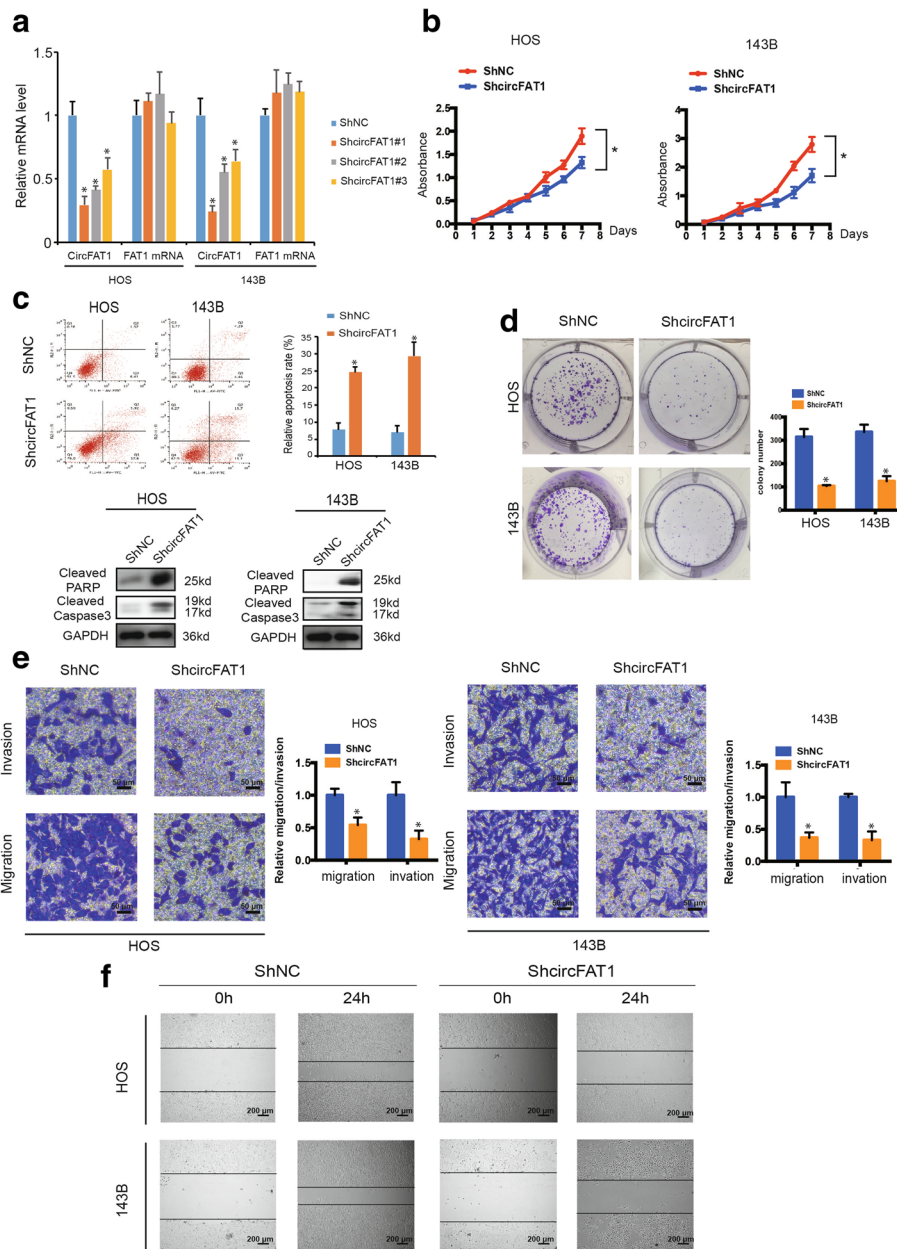 a
Relative mRNA level
1.5
1
0.5
0
CircFAT1 FAT1 mRNA CircFAT1 FAT1 mRNA
HOS 143B
ShNC
ShcircFAT1#1
ShcircFAT1#2
ShcircFAT1#3
* * * * * *
b
HOS
ShNC
ShcircFAT1
Absorbance
2.5
2.0
1.5
1.0
0.5
0.0
0 1 2 3 4 5 6 7 8 Days
*
143B
ShNC
ShcircFAT1
Absorbance
4
3
2
1
0
0 1 2 3 4 5 6 7 8 Days
*
c
HOS 143B
ShNC
ShcircFAT1
ShNC
ShcircFAT1
Relative apoptosis rate (%)
35
30
25
20
15
10
5
0
* *
HOS 143B
HOS
ShNC ShcircFAT1
Cleaved
PARP 25kd
Cleaved 19kd
Caspase3 17kd
GAPDH 36kd
143B
ShNC ShcircFAT1
Cleaved
PARP 25kd
Cleaved 19kd
Caspase3 17kd
GAPDH 36kd
d
ShNC ShcircFAT1
HOS
143B
ShNC
ShcircFAT1
colony number
400
300
200
100
0
* *
HOS 143B
e
ShNC ShcircFAT1
Invasion
50 µm 50 µm
Migration
50 µm 50 µm
HOS
HOS
ShNC
ShcircFAT1
Relative migration/invasion
1.5
1.0
0.5
0.0
* *
migration invation
ShNC ShcircFAT1
Invasion
50 µm 50 µm
Migration
50 µm 50 µm
143B
143B
ShNC
ShcircFAT1
Relative migration/invasion
1.5
1.0
0.5
0.0
* *
migration invation
f
ShNC ShcircFAT1
0h 24h 0h 24h
HOS
200 µm 200 µm 200 µm 200 µm
143B
200 µm 200 µm 200 µm 200 µm